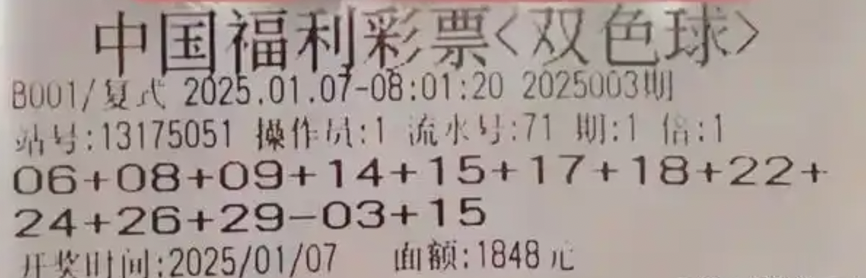 中国福利彩票<双色球>
B001/复式 2025.01.07-08:01:20 2025003期
站号:13175051 操作员:1 流水号:71 期:1 倍:1
06+08+09+14+15+17+18+22+
24+26+29-03+15
开奖时间:2025/01/07 面额:1848元